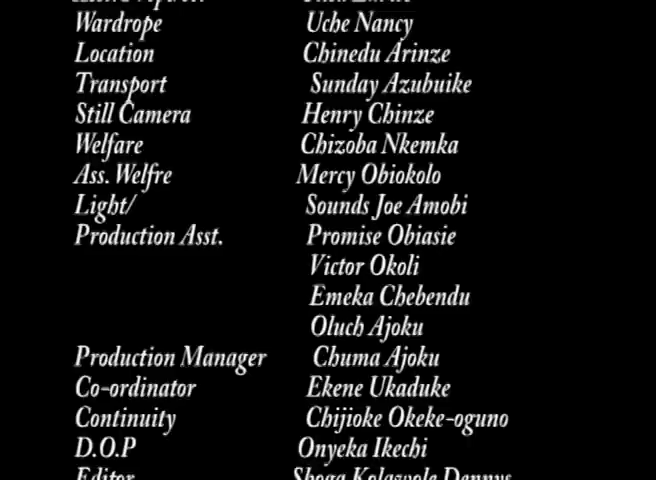 Wardrope Uche Nancy
Location Chinedu Arinze
Transport Sunday Azubuike
Still Camera Henry Chinze
Welfare Chizoba Nkemka
Ass. Welfre Mercy Obiokolo
Light/ Sounds Joe Amobi
Production Asst. Promise Obiasie
Victor Okoli
Emeka Chebendu
Oluch Ajoku
Production Manager Chuma Ajoku
Co-ordinator Ekene Ukaduke
Continuity Chijioke Okeke-oguno
D.O.P Onyeka Ikechi
Editor Shoga Kolawole Dennys